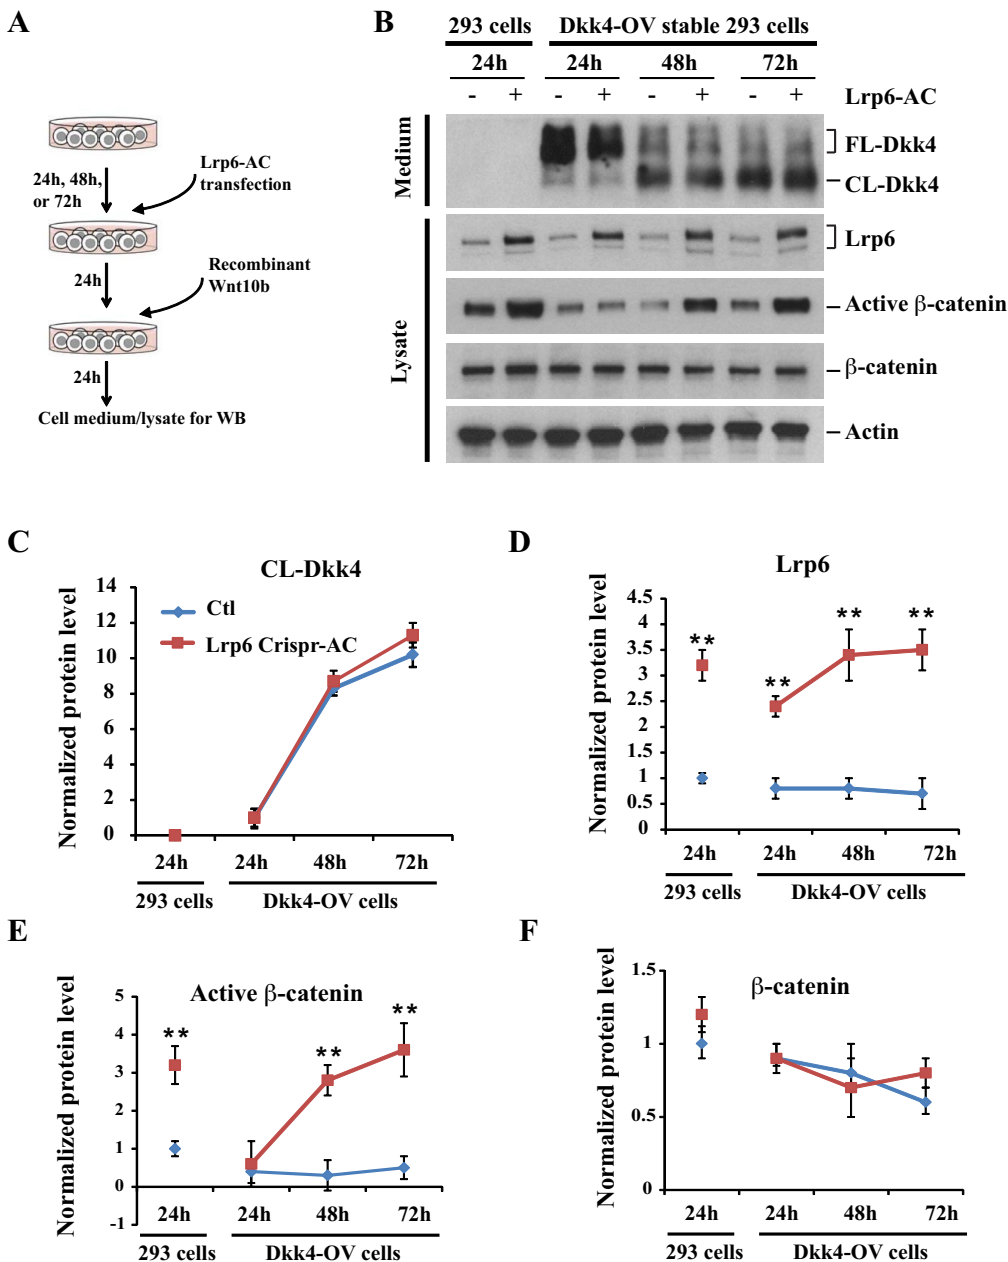 A
24h, 48h,
or 72h
Lrp6-AC
transfection
24h
Recombinant
Wnt10b
24h
Cell medium/lysate for WB
B
293 cells Dkk4-OV stable 293 cells
24h 24h 48h 72h
- + - + - + - + Lrp6-AC
Medium
FL-Dkk4
CL-Dkk4
Lysate
Lrp6
Active β-catenin
β-catenin
Actin
C
CL-Dkk4
Normalized protein level
14
12
10
8
6
4
2
0
Ctl
Lrp6 Crispr-AC
24h 24h 48h 72h
293 cells Dkk4-OV cells
D
Lrp6
Normalized protein level
4.5
4
3.5
3
2.5
2
1.5
1
0.5
0
** ** ** **
24h 24h 48h 72h
293 cells Dkk4-OV cells
E
Active β-catenin
Normalized protein level
5
4
3
2
1
0
-1
** ** **
24h 24h 48h 72h
293 cells Dkk4-OV cells
F
β-catenin
Normalized protein level
1.5
1
0.5
0
24h 24h 48h 72h
293 cells Dkk4-OV cells